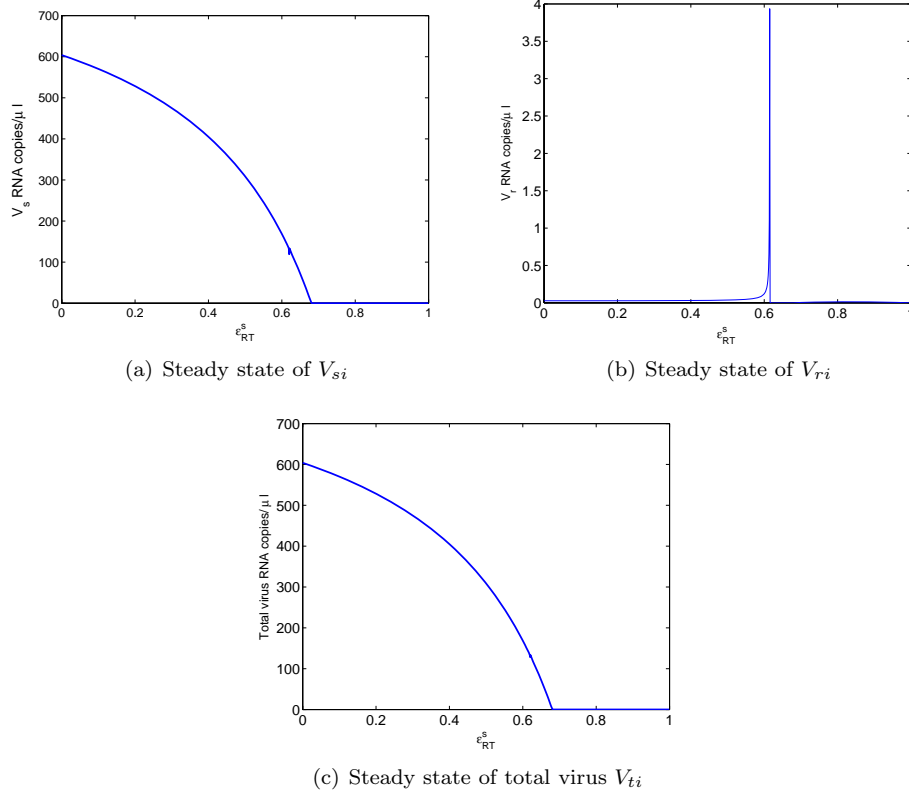 700
600
500
400
300
200
100
0
V_s RNA copies/μ l
0 0.2 0.4 0.6 0.8 1
ε^s_RT
(a) Steady state of V_si
4
3.5
3
2.5
2
1.5
1
0.5
0
V_r RNA copies/μ l
0 0.2 0.4 0.6 0.8 1
ε^s_RT
(b) Steady state of V_ri
700
600
500
400
300
200
100
0
Total virus RNA copies/μ l
0 0.2 0.4 0.6 0.8 1
ε^s_RT
(c) Steady state of total virus V_ti